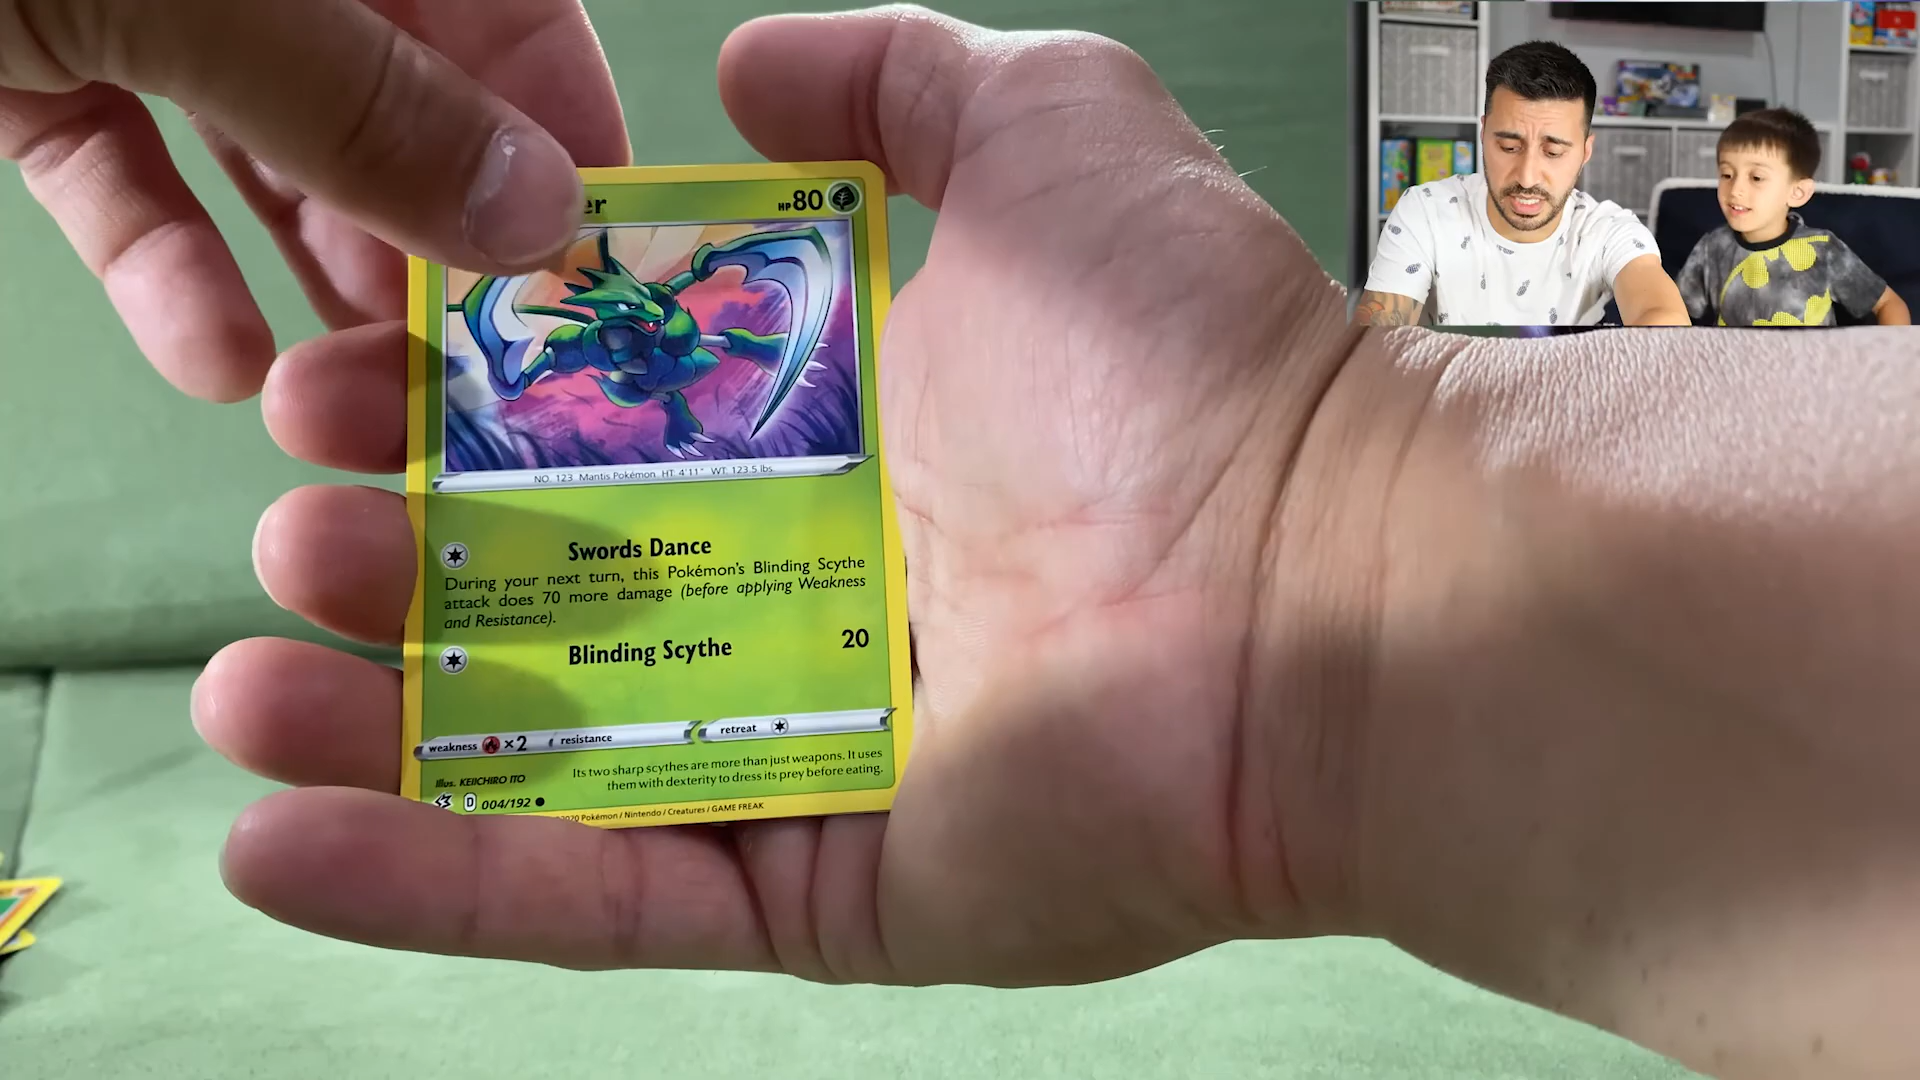 er HP 80
NO. 123 Mantis Pokémon HT: 4'11" WT: 123.5 lbs.
Swords Dance
During your next turn, this Pokémon's Blinding Scythe
attack does 70 more damage (before applying Weakness
and Resistance).
Blinding Scythe 20
weakness ×2 resistance retreat
Its two sharp scythes are more than just weapons. It uses
them with dexterity to dress its prey before eating.
Illus. KEIICHIRO ITO
D 004/192
2020 Pokémon / Nintendo / Creatures / GAME FREAK